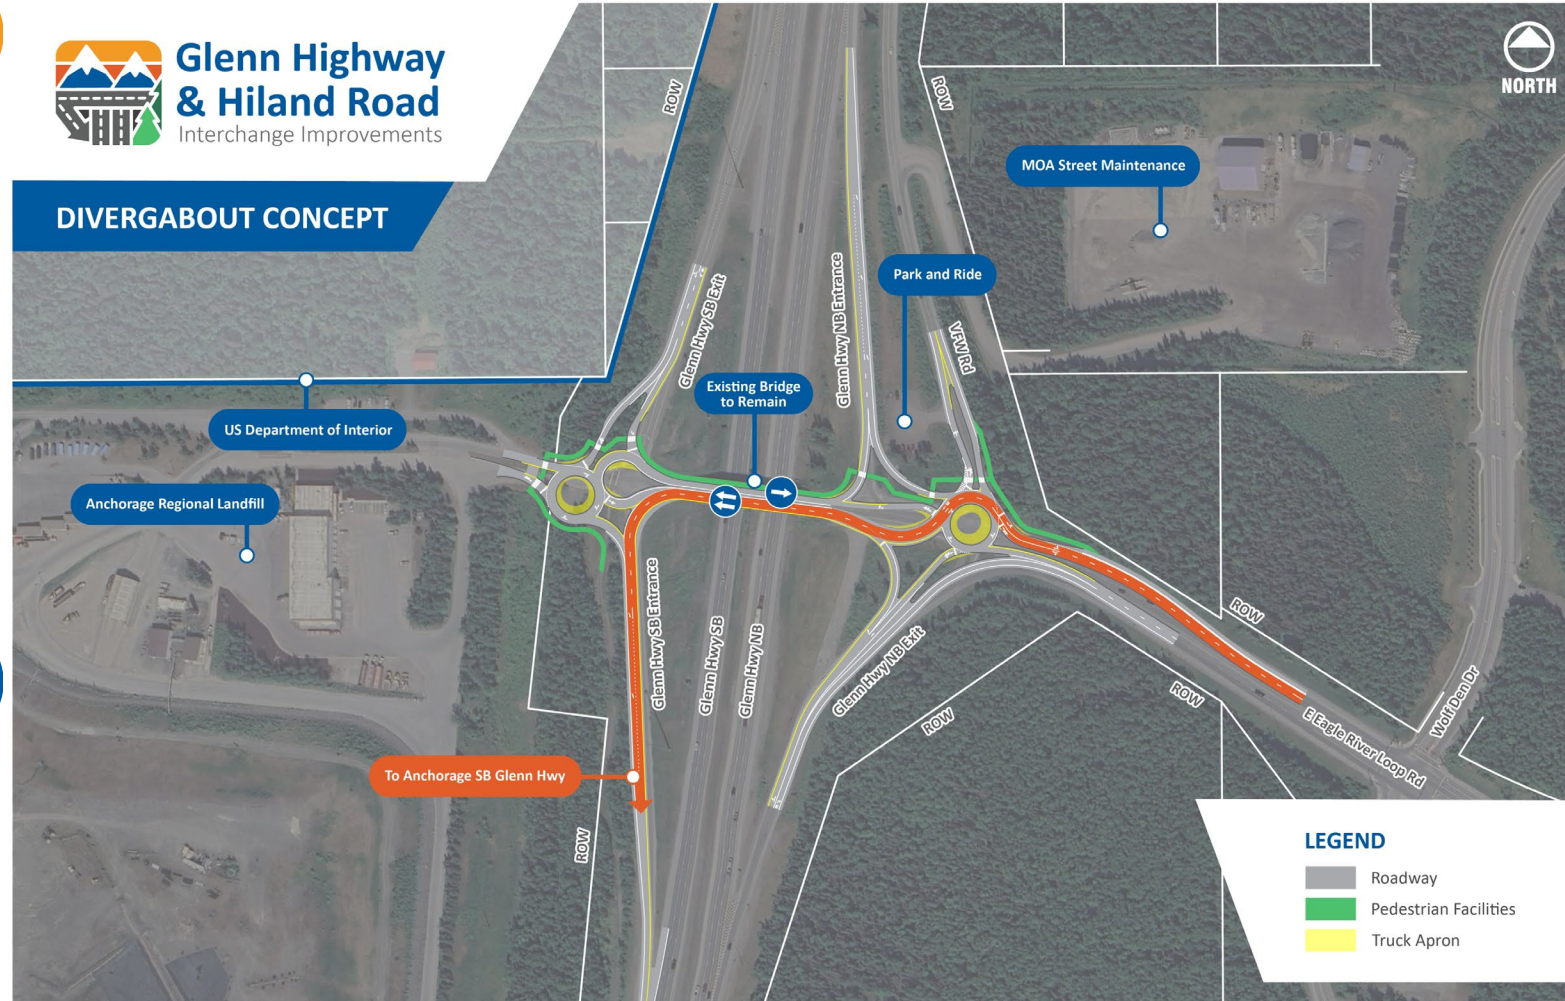 Glenn Highway
& Hiland Road
Interchange Improvements
DIVERGABOUT CONCEPT
NORTH
ROW
ROW
MOA Street Maintenance
Park and Ride
Glenn Hwy SB Exit
Glenn Hwy NB Entrance
VFW Rd
Existing Bridge
to Remain
US Department of Interior
Anchorage Regional Landfill
Glenn Hwy SB Entrance
Glenn Hwy SB
Glenn Hwy NB
Glenn Hwy NB Exit
ROW
ROW
ROW
E Eagle River Loop Rd
Wolf Den Dr
To Anchorage SB Glenn Hwy
ROW
LEGEND
Roadway
Pedestrian Facilities
Truck Apron